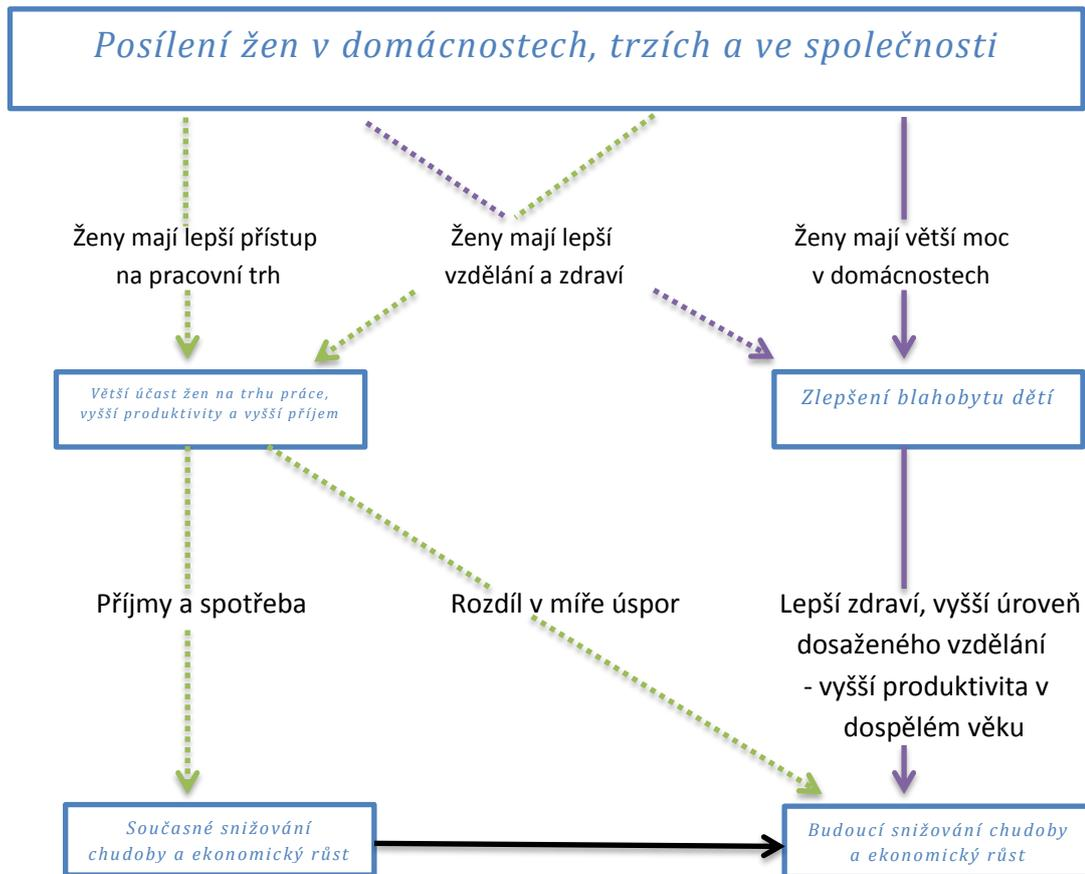 Posílení žen v domácnostech, trzích a ve společnosti
Ženy mají lepší přístup
na pracovní trh
Ženy mají lepší
vzdělání a zdraví
Ženy mají větší moc
v domácnostech
Větší účast žen na trhu práce,
vyšší produktivity a vyšší příjem
Zlepšení blahobytu dětí
Příjmy a spotřeba
Rozdíl v míře úspor
Lepší zdraví, vyšší úroveň
dosaženého vzdělání
- vyšší produktivita v
dospělém věku
Současné snižování
chudoby a ekonomický růst
Budoucí snižování chudoby
a ekonomický růst